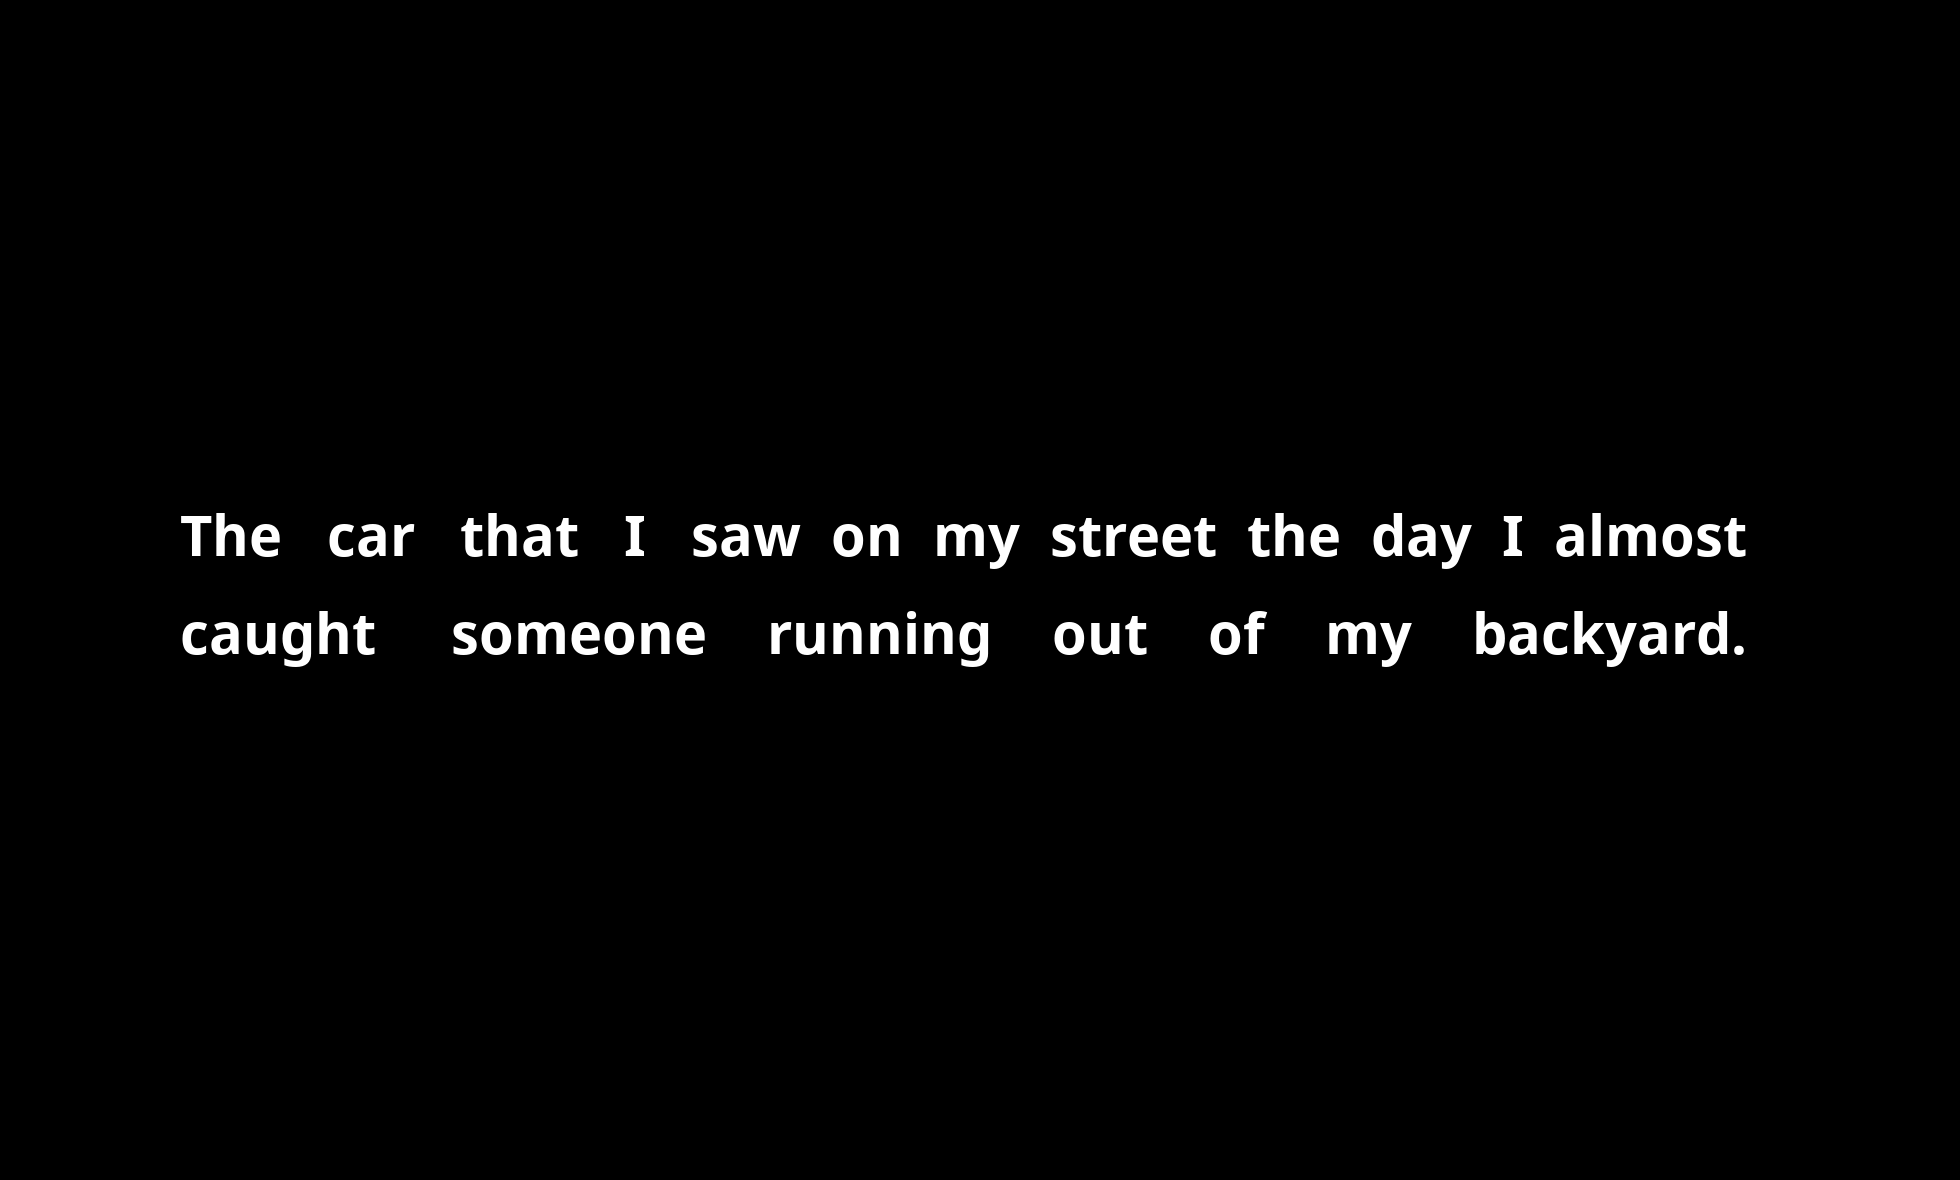 The car that I saw on my street the day I almost
caught someone running out of my backyard.